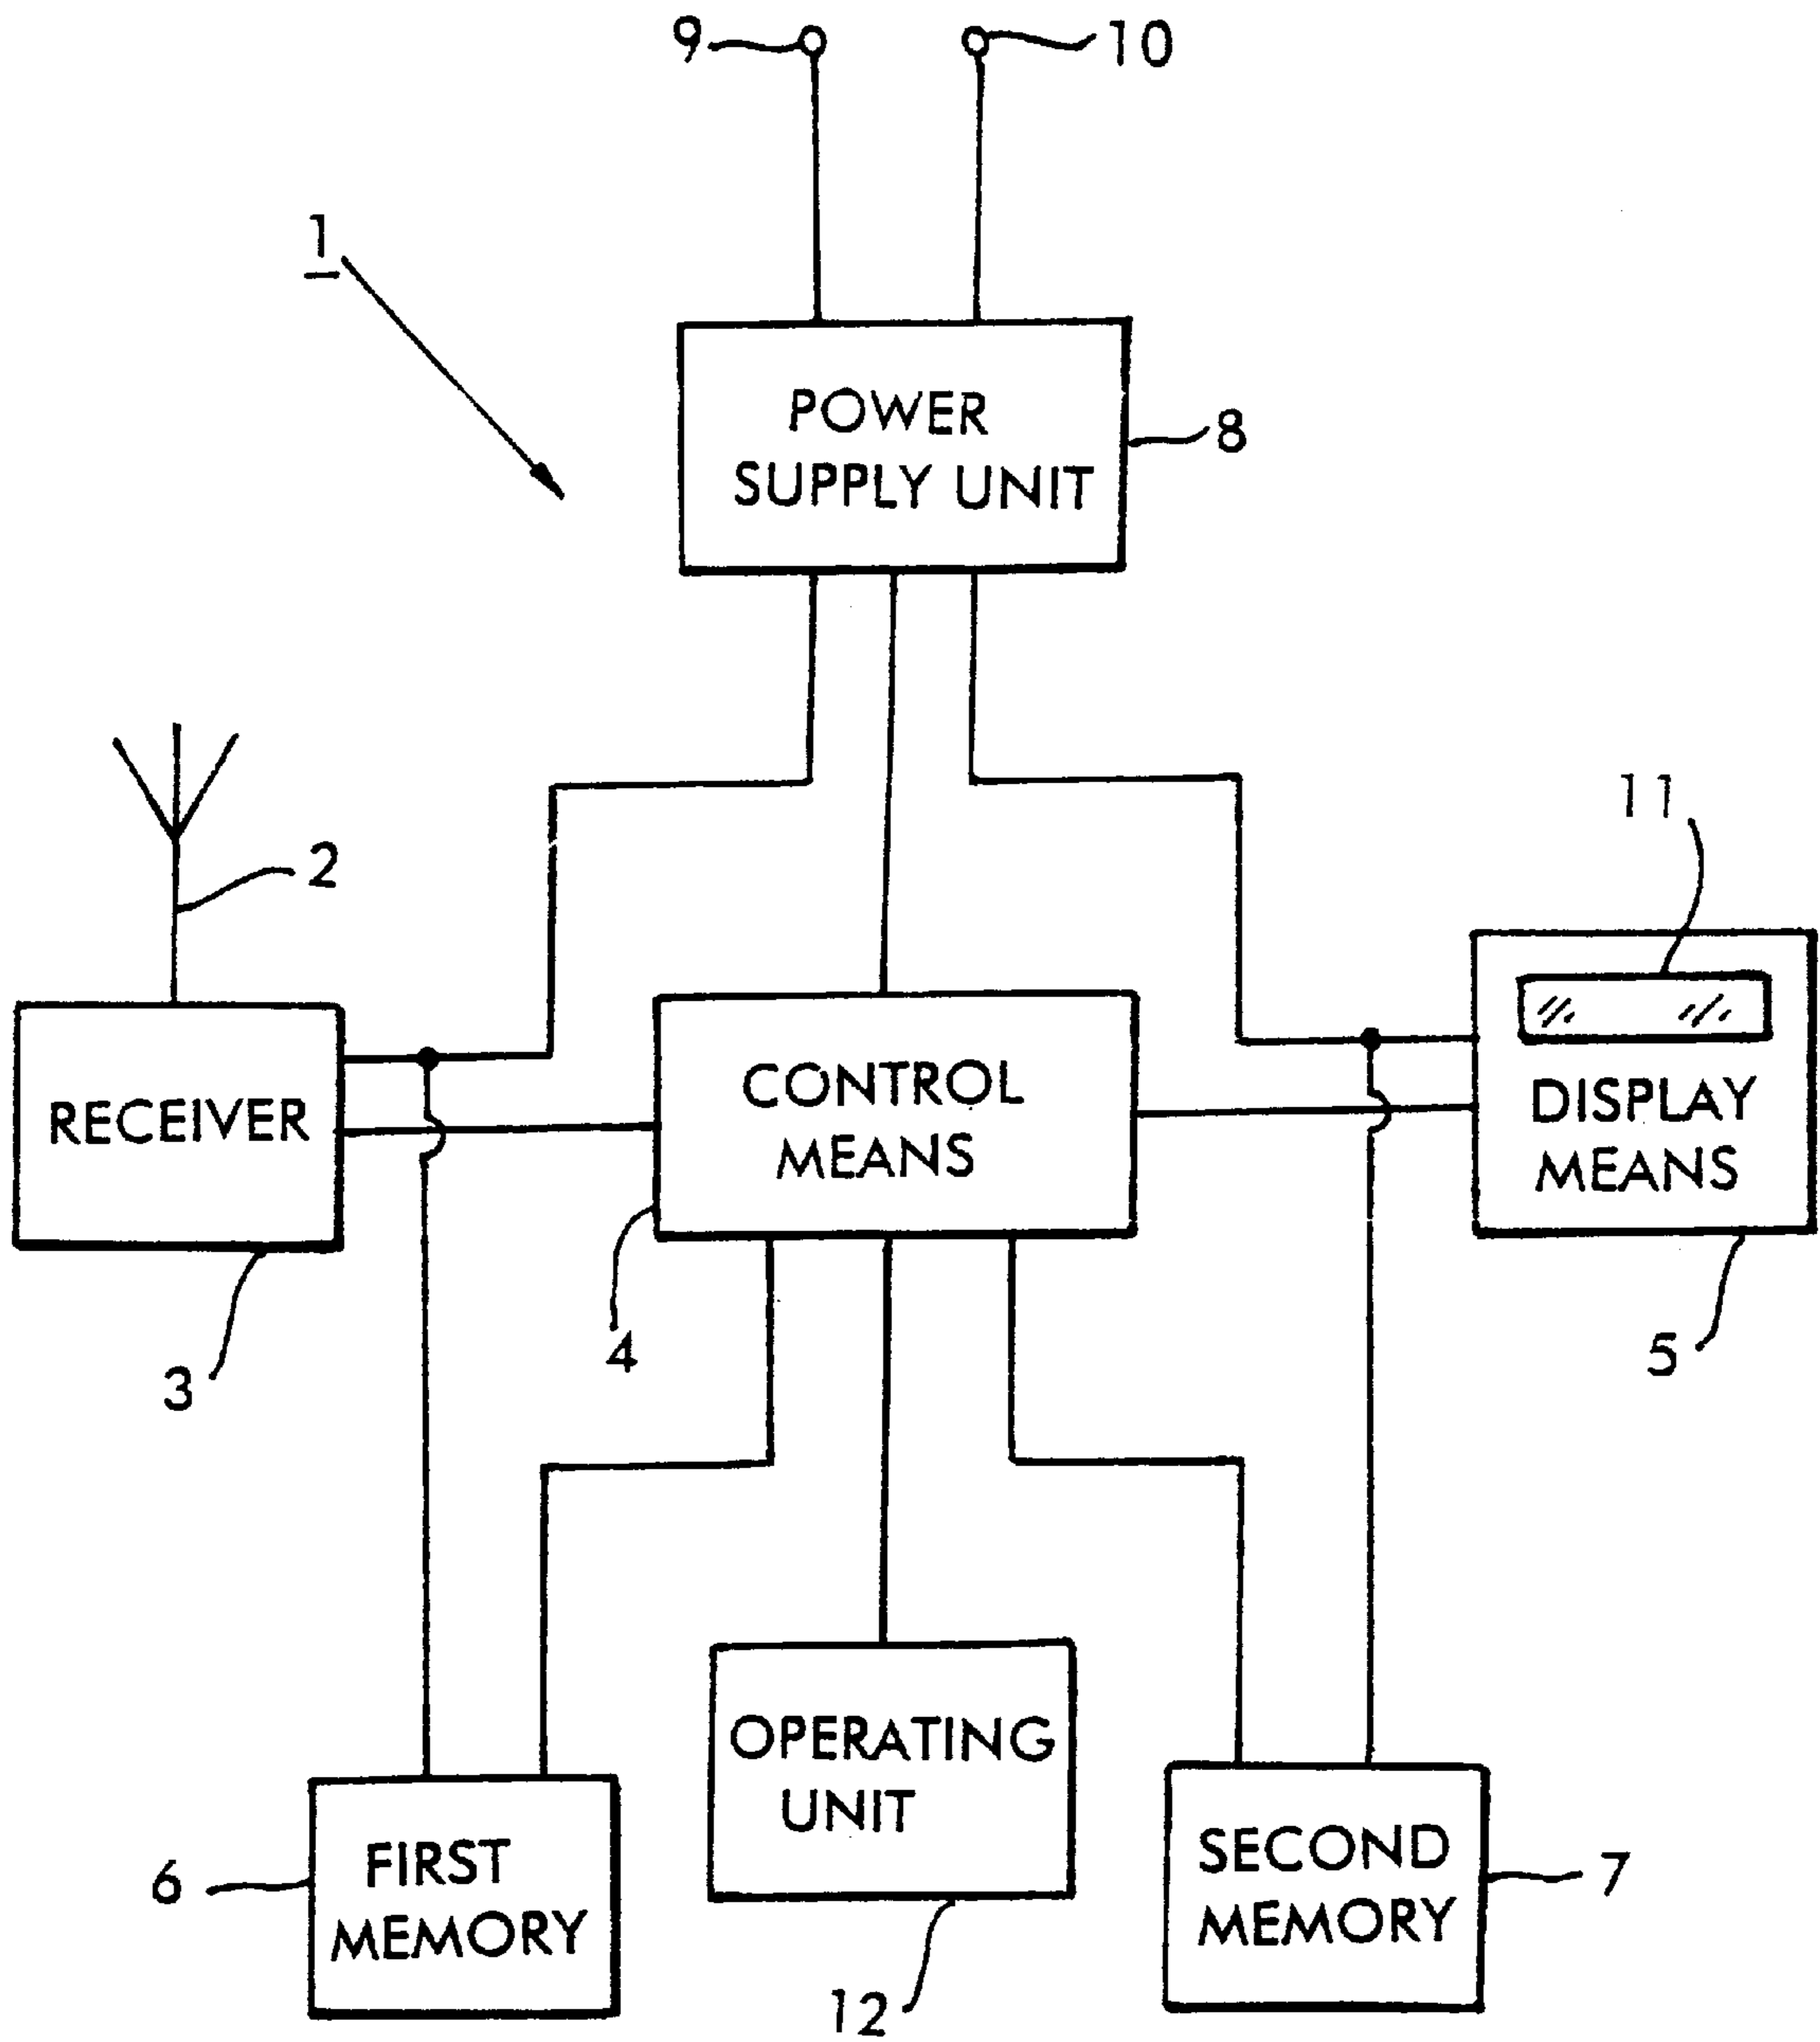 9
10
1
POWER
SUPPLY UNIT
8
2
11
RECEIVER
CONTROL
MEANS
DISPLAY
MEANS
3
4
5
OPERATING
UNIT
FIRST
MEMORY
6
SECOND
MEMORY
7
12